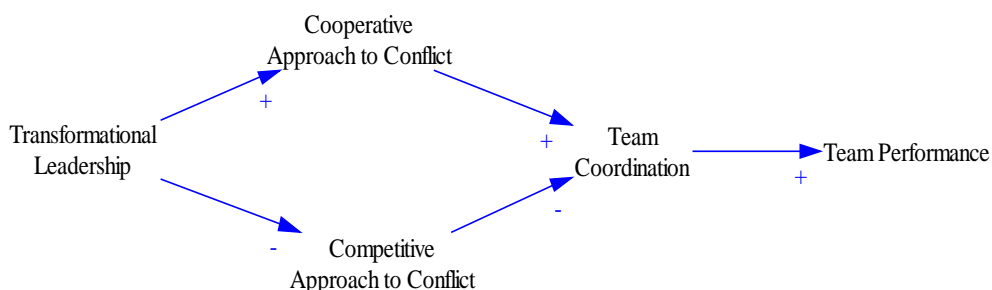 Cooperative
Approach to Conflict
+
+
Transformational
Leadership
Team
Coordination
Team Performance
+
-
-
Competitive
Approach to Conflict